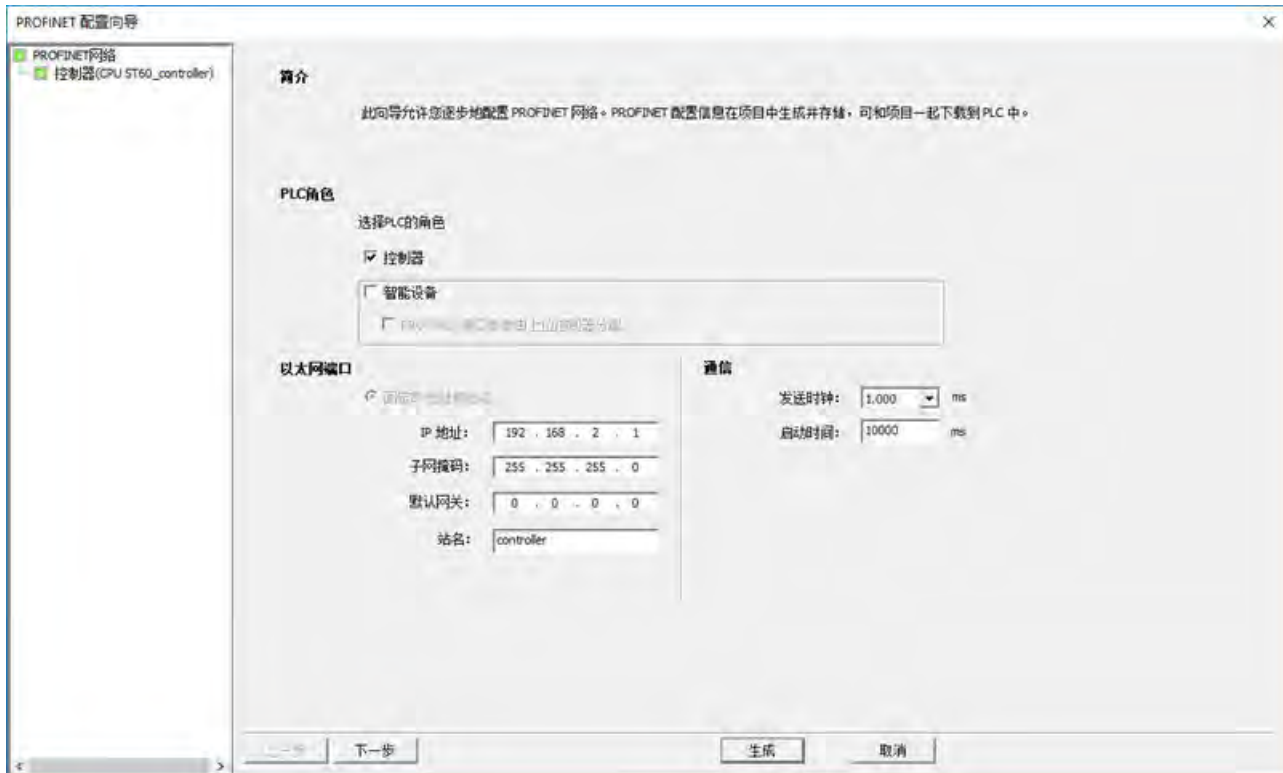 PROFINET 配置向导
PROFINET网络
控制器(CPU ST60_controller)
简介
此向导允许您逐步地配置 PROFINET 网络。PROFINET 配置信息在项目中生成并存储，可和项目一起下载到 PLC 中。
PLC角色
选择PLC的角色
控制器
智能设备
以太网端口
IP 地址: 192 . 168 . 2 . 1
子网掩码: 255 . 255 . 255 . 0
默认网关: 0 . 0 . 0 . 0
站名: controller
通信
发送时钟: 1.000 ms
启动时间: 10000 ms
上一步 下一步 生成 取消